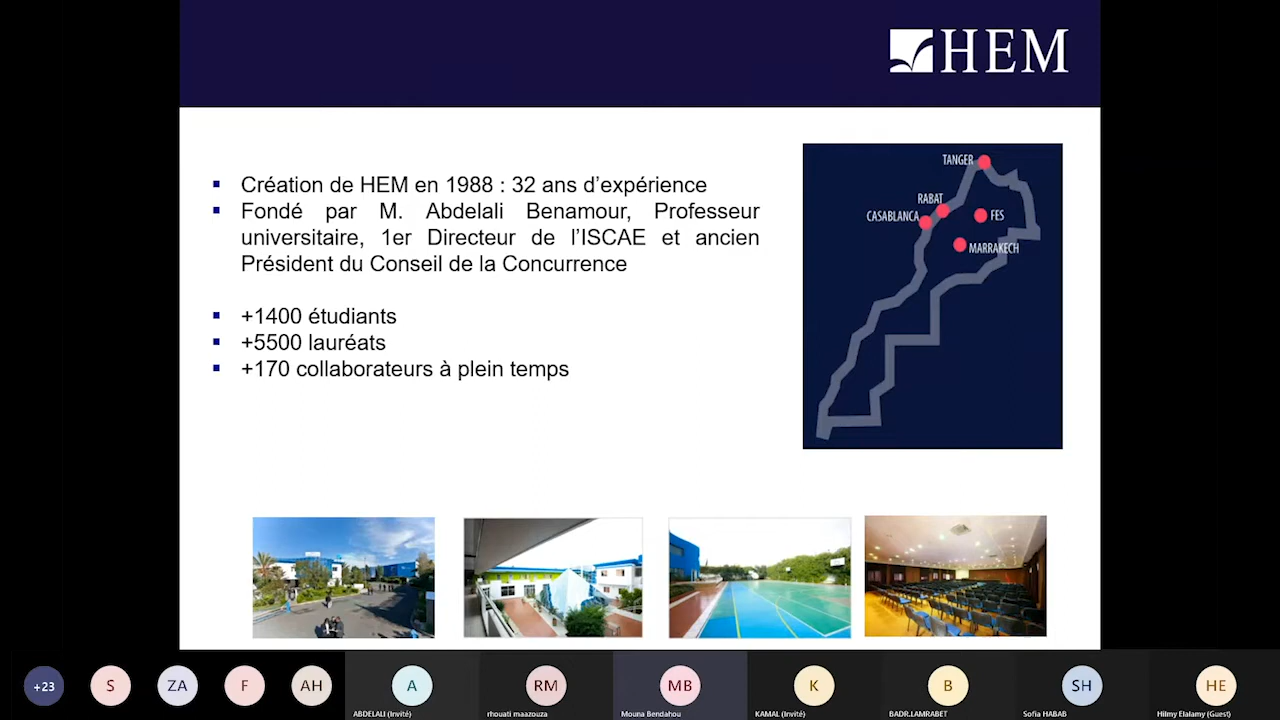 HEM
Création de HEM en 1988 : 32 ans d’expérience
Fondé par M. Abdelali Benamour, Professeur
universitaire, 1er Directeur de l’ISCAE et ancien
Président du Conseil de la Concurrence
+1400 étudiants
+5500 lauréats
+170 collaborateurs à plein temps
TANGER
RABAT
CASABLANCA
FES
MARRAKECH
+23
S
ZA
F
AH
A
RM
MB
K
B
SH
HE
ABDELALI (Invité)
rhouati maazouza
Mouna Bendahou
KAMAL (Invité)
BADR.LAMRABET
Sofia HABAB
Hilmy Elalamy (Guest)